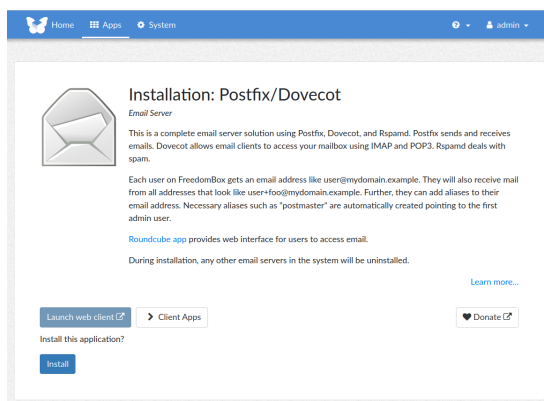 Home Apps System admin
Installation: Postfix/Dovecot
Email Server
This is a complete email server solution using Postfix, Dovecot, and Rspamd. Postfix sends and receives
emails. Dovecot allows email clients to access your mailbox using IMAP and POP3. Rspamd deals with
spam.
Each user on FreedomBox gets an email address like user@mydomain.example. They will also receive mail
from all addresses that look like user+foo@mydomain.example. Further, they can add aliases to their
email address. Necessary aliases such as "postmaster" are automatically created pointing to the first
admin user.
Roundcube app provides web interface for users to access email.
During installation, any other email servers in the system will be uninstalled.
Learn more...
Launch web client Client Apps Donate
Install this application?
Install